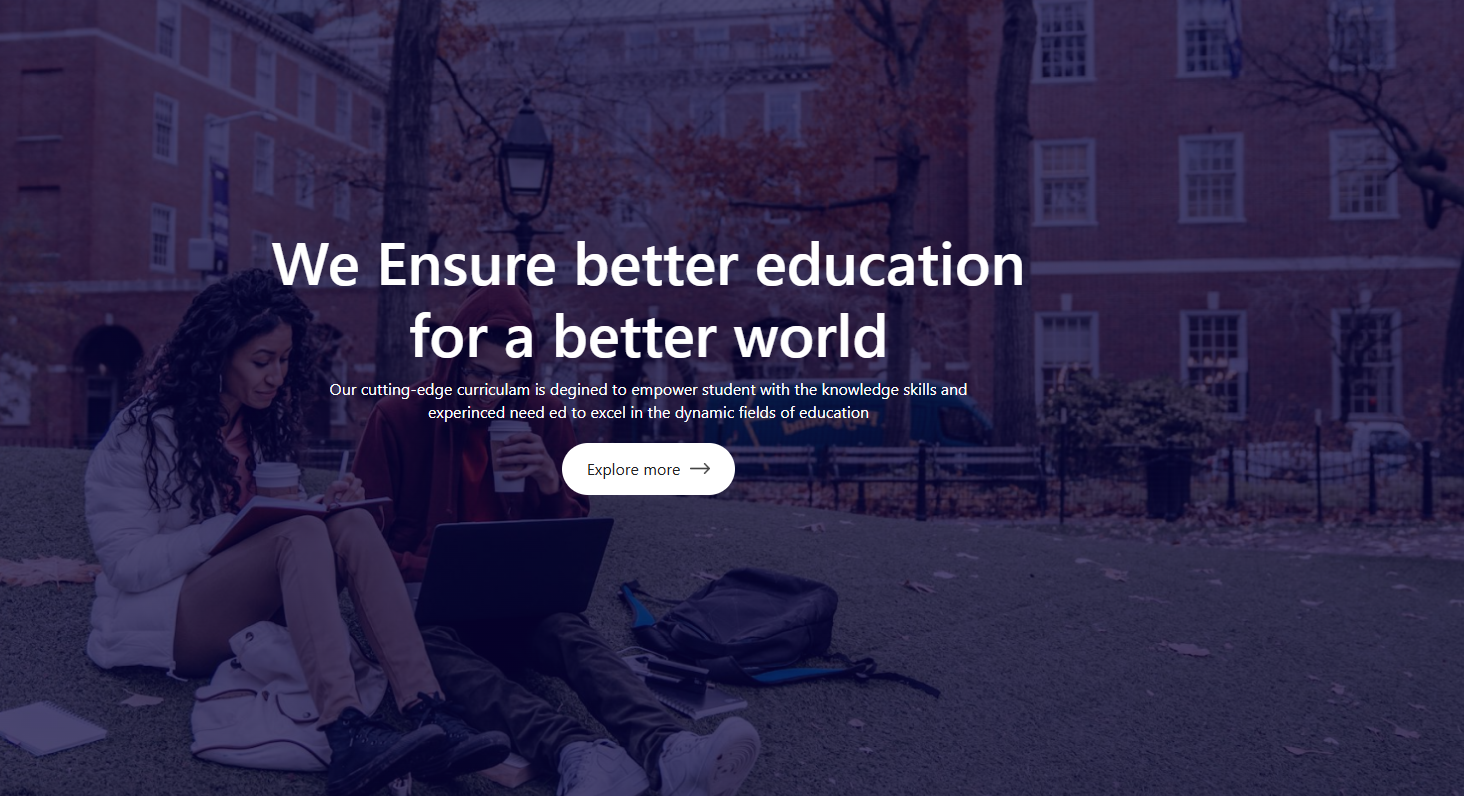 We Ensure better education
for a better world
Our cutting-edge curriculam is degined to empower student with the knowledge skills and
experinced need ed to excel in the dynamic fields of education
Explore more